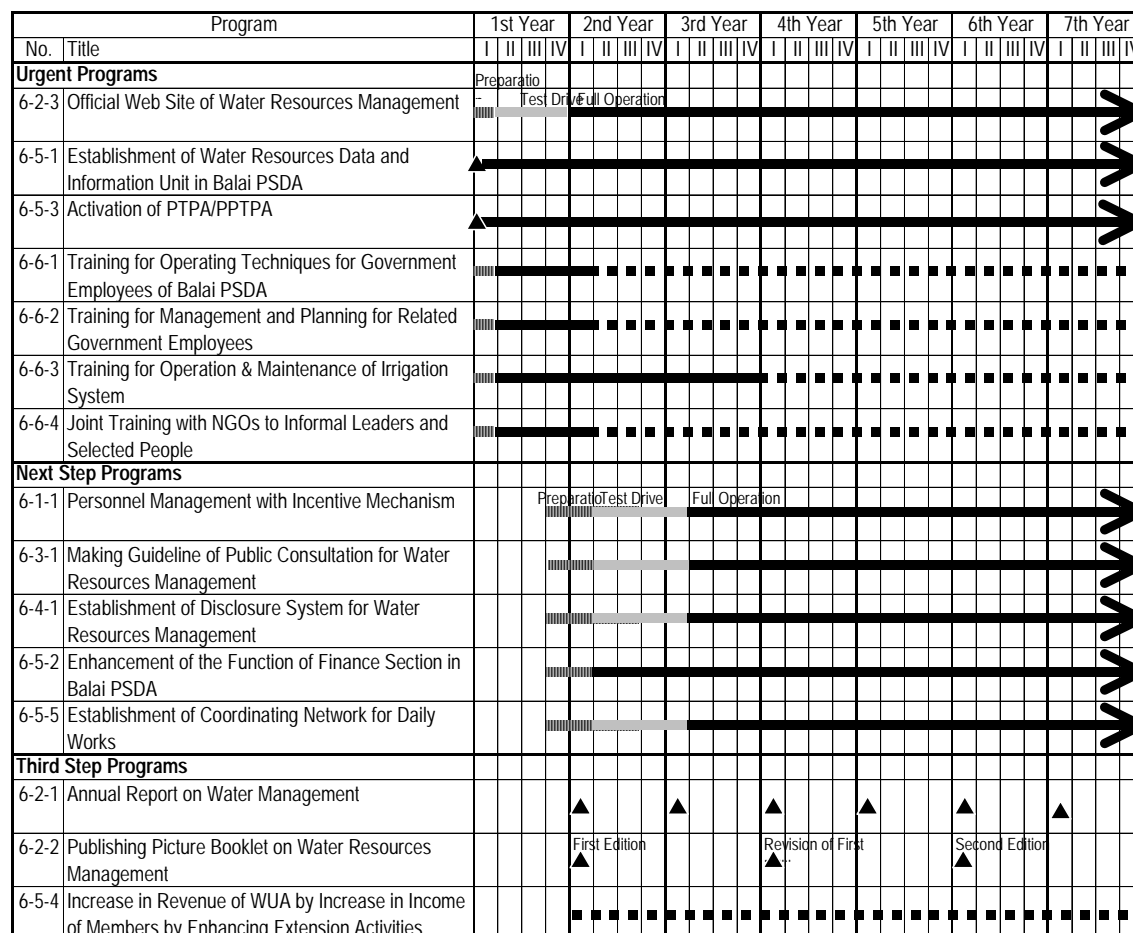 Program 1st Year 2nd Year 3rd Year 4th Year 5th Year 6th Year 7th Year
No. Title I II III IV I II III IV I II III IV I II III IV I II III IV I II III IV I II III IV
Urgent Programs
Preparatio
6-2-3 Official Web Site of Water Resources Management Test Drive Full Operation
6-5-1 Establishment of Water Resources Data and
Information Unit in Balai PSDA
6-5-3 Activation of PTPA/PPTPA
6-6-1 Training for Operating Techniques for Government
Employees of Balai PSDA
6-6-2 Training for Management and Planning for Related
Government Employees
6-6-3 Training for Operation & Maintenance of Irrigation
System
6-6-4 Joint Training with NGOs to Informal Leaders and
Selected People
Next Step Programs
6-1-1 Personnel Management with Incentive Mechanism Preparatio Test Drive Full Operation
6-3-1 Making Guideline of Public Consultation for Water
Resources Management
6-4-1 Establishment of Disclosure System for Water
Resources Management
6-5-2 Enhancement of the Function of Finance Section in
Balai PSDA
6-5-5 Establishment of Coordinating Network for Daily
Works
Third Step Programs
6-2-1 Annual Report on Water Management
6-2-2 Publishing Picture Booklet on Water Resources First Edition Revision of First Second Edition
Management
6-5-4 Increase in Revenue of WUA by Increase in Income
of Members by Enhancing Extension Activities